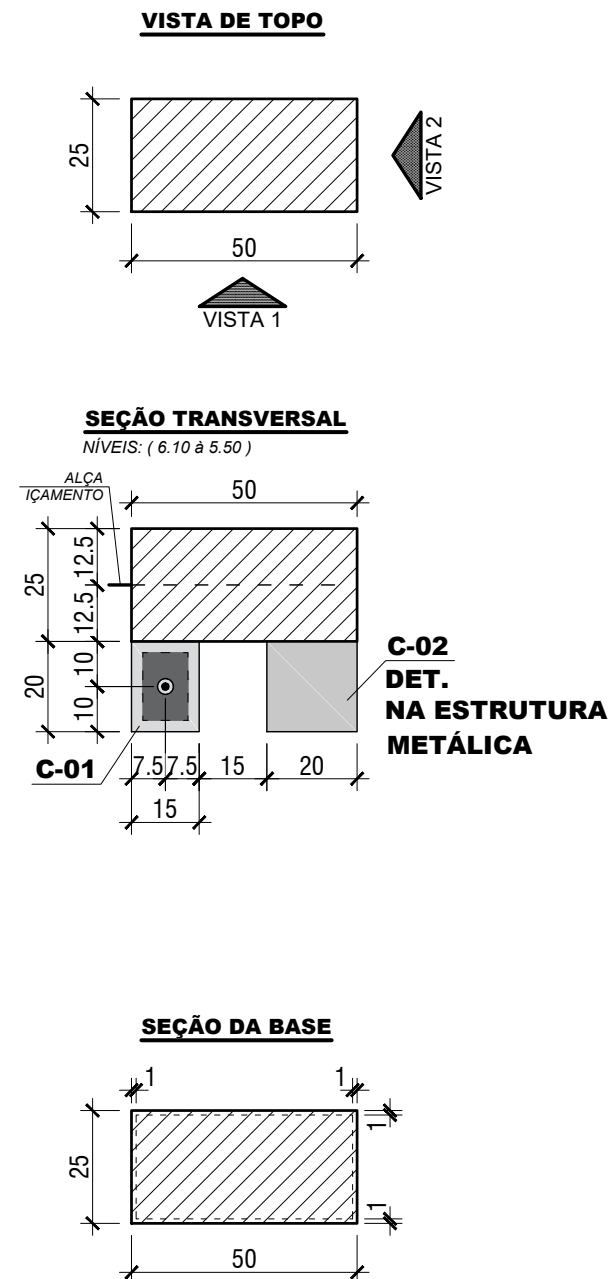 VISTA DE TOPO
25
VISTA 2
50
VISTA 1
SEÇÃO TRANSVERSAL
NÍVEIS: ( 6.10 à 5.50 )
ALÇA
IÇAMENTO
50
25
12.5
12.5
20
10
10
C-02
DET.
NA ESTRUTURA
METÁLICA
C-01
7.5
7.5
15
20
15
SEÇÃO DA BASE
1
1
25
1
1
50